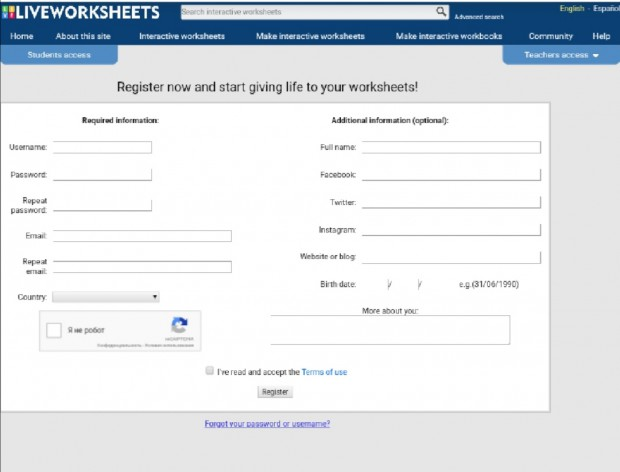 LIVEWORKSHEETS
Search interactive worksheets
Advanced search
English - Español
Home About this site Interactive worksheets Make interactive worksheets Make interactive workbooks Community Help
Students access
Teachers access
Register now and start giving life to your worksheets!
Required information:
Username:
Password:
Repeat password:
Email:
Repeat email:
Country:
Я не робот
reCAPTCHA
Конфиденциальность - Условия использования
Additional information (optional):
Full name:
Facebook:
Twitter:
Instagram:
Website or blog:
Birth date: / / e.g.(31/06/1990)
More about you:
I've read and accept the Terms of use
Register
Forgot your password or username?